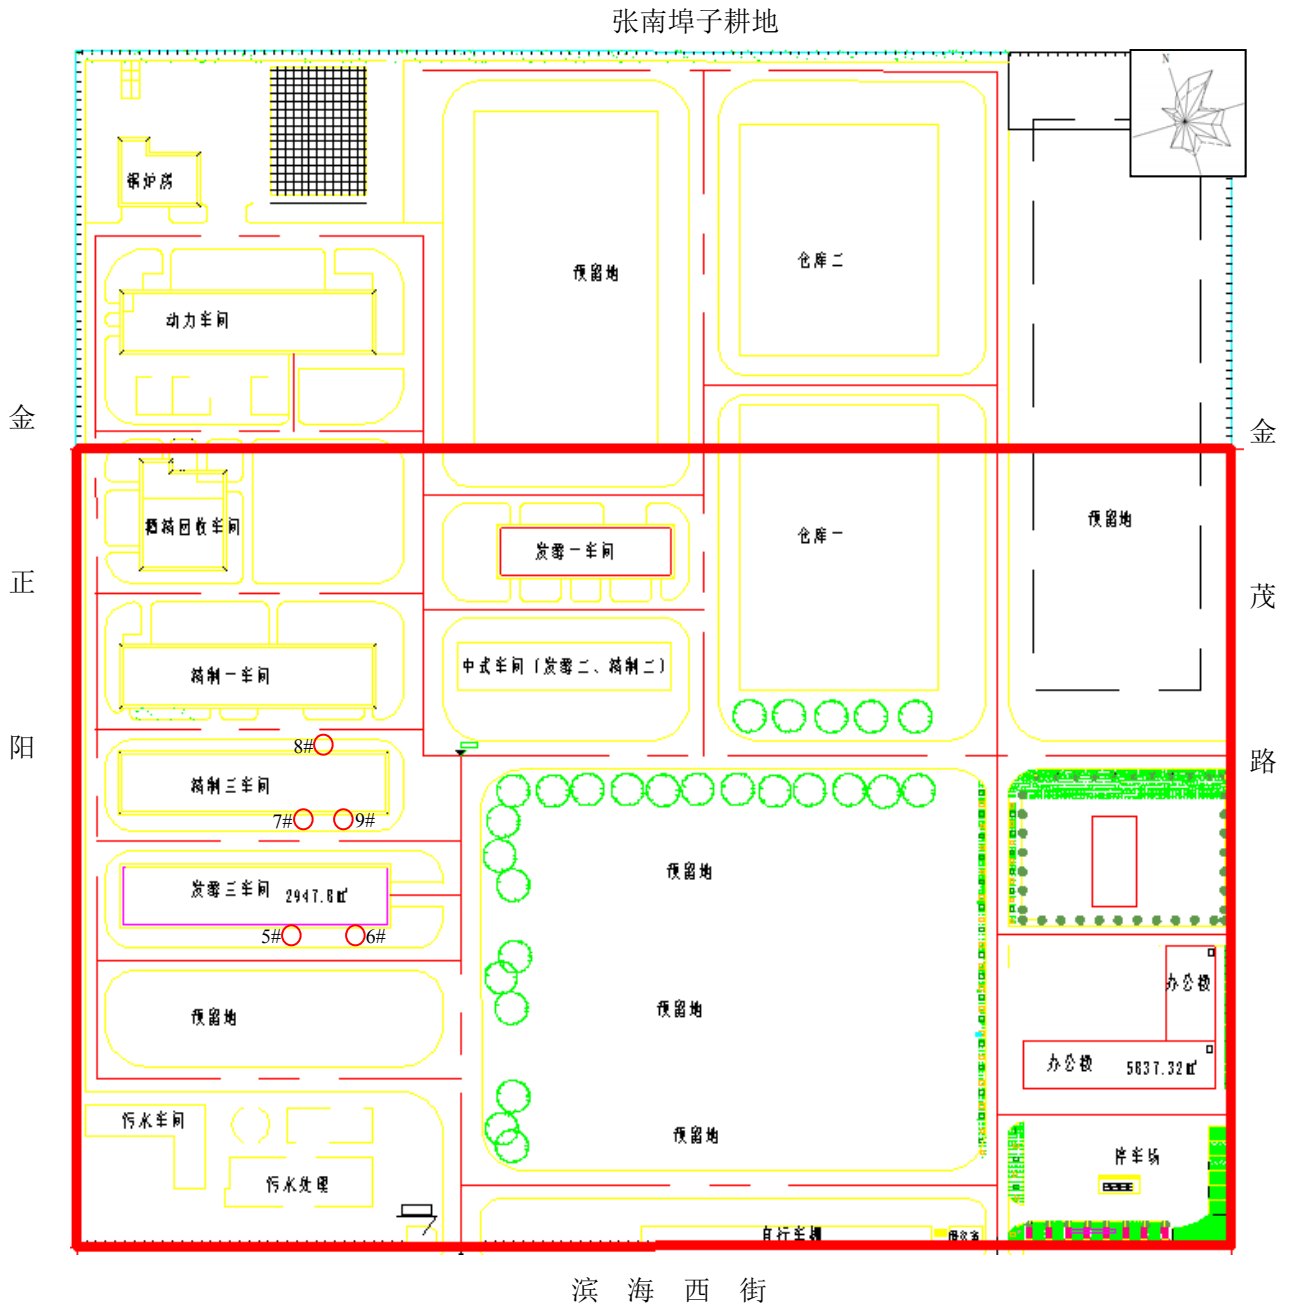 张南埠子耕地
N
锅炉房
预留地
仓库二
动力车间
金
金
酒精回收车间
发酵一车间
仓库一
预留地
正
茂
精制一车间
中试车间（发酵二、精制二）
阳
路
8#
精制三车间
7#
9#
预留地
发酵三车间 2947.8㎡
5#
6#
办公楼
预留地
预留地
办公楼 5837.32㎡
污水车间
预留地
停车场
污水处理
自行车棚
滨海西街